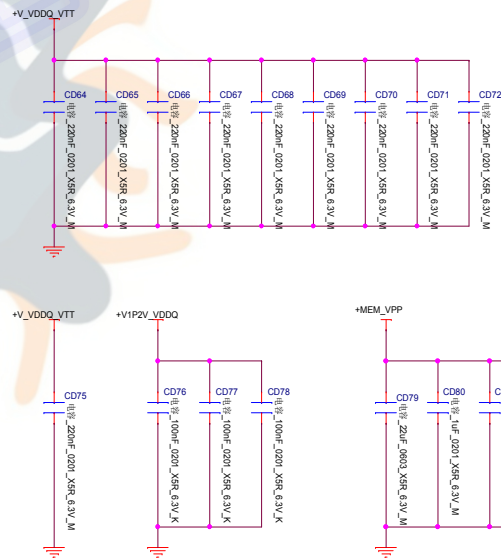 +V_VDDQ_VTT
CD64
CD65
CD66
CD67
CD68
CD69
CD70
CD71
CD72
电容_220nF_0201_X5R_6.3V_M
电容_220nF_0201_X5R_6.3V_M
电容_220nF_0201_X5R_6.3V_M
电容_220nF_0201_X5R_6.3V_M
电容_220nF_0201_X5R_6.3V_M
电容_220nF_0201_X5R_6.3V_M
电容_220nF_0201_X5R_6.3V_M
电容_220nF_0201_X5R_6.3V_M
电容_220nF_0201_X5R_6.3V_M
+V_VDDQ_VTT
+V1P2V_VDDQ
+MEM_VPP
CD75
CD76
CD77
CD78
CD79
CD80
电容_220nF_0201_X5R_6.3V_M
电容_100nF_0201_X5R_6.3V_K
电容_100nF_0201_X5R_6.3V_K
电容_100nF_0201_X5R_6.3V_K
电容_22uF_0603_X5R_6.3V_M
电容_1uF_0201_X5R_6.3V_M